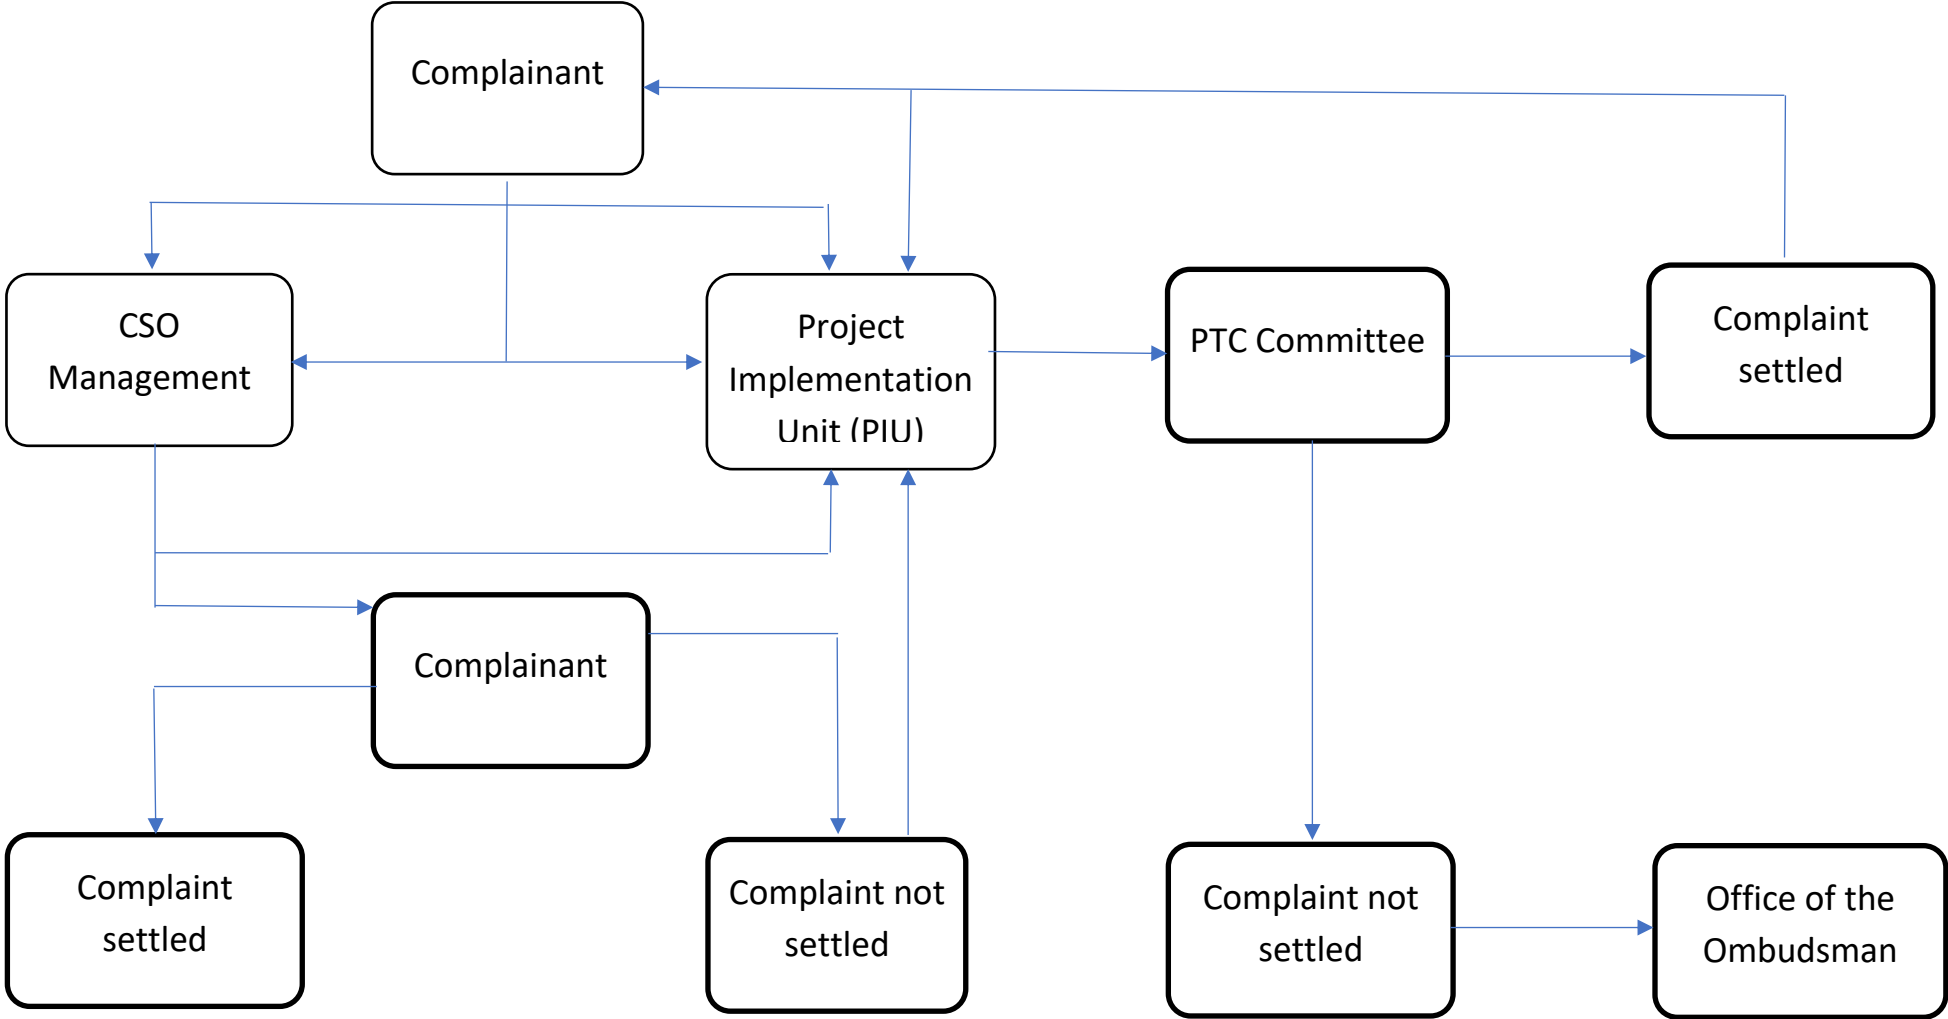 Complainant
CSO
Management
Project
Implementation
Unit (PIU)
PTC Committee
Complaint
settled
Complainant
Complaint
settled
Complaint not
settled
Complaint not
settled
Office of the
Ombudsman